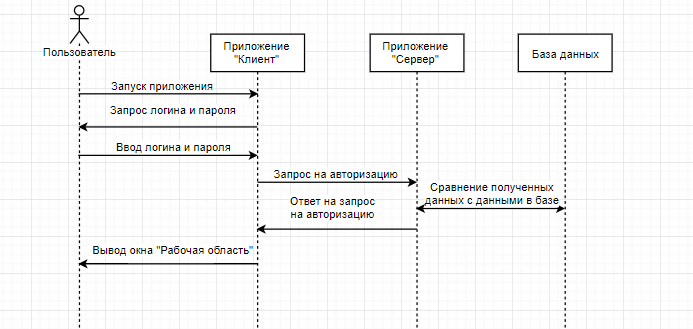 Пользователь
Приложение
"Клиент"
Приложение
"Сервер"
База данных
Запуск приложения
Запрос логина и пароля
Ввод логина и пароля
Запрос на авторизацию
Сравнение полученных
данных с данными в базе
Ответ на запрос
на авторизацию
Вывод окна "Рабочая область"